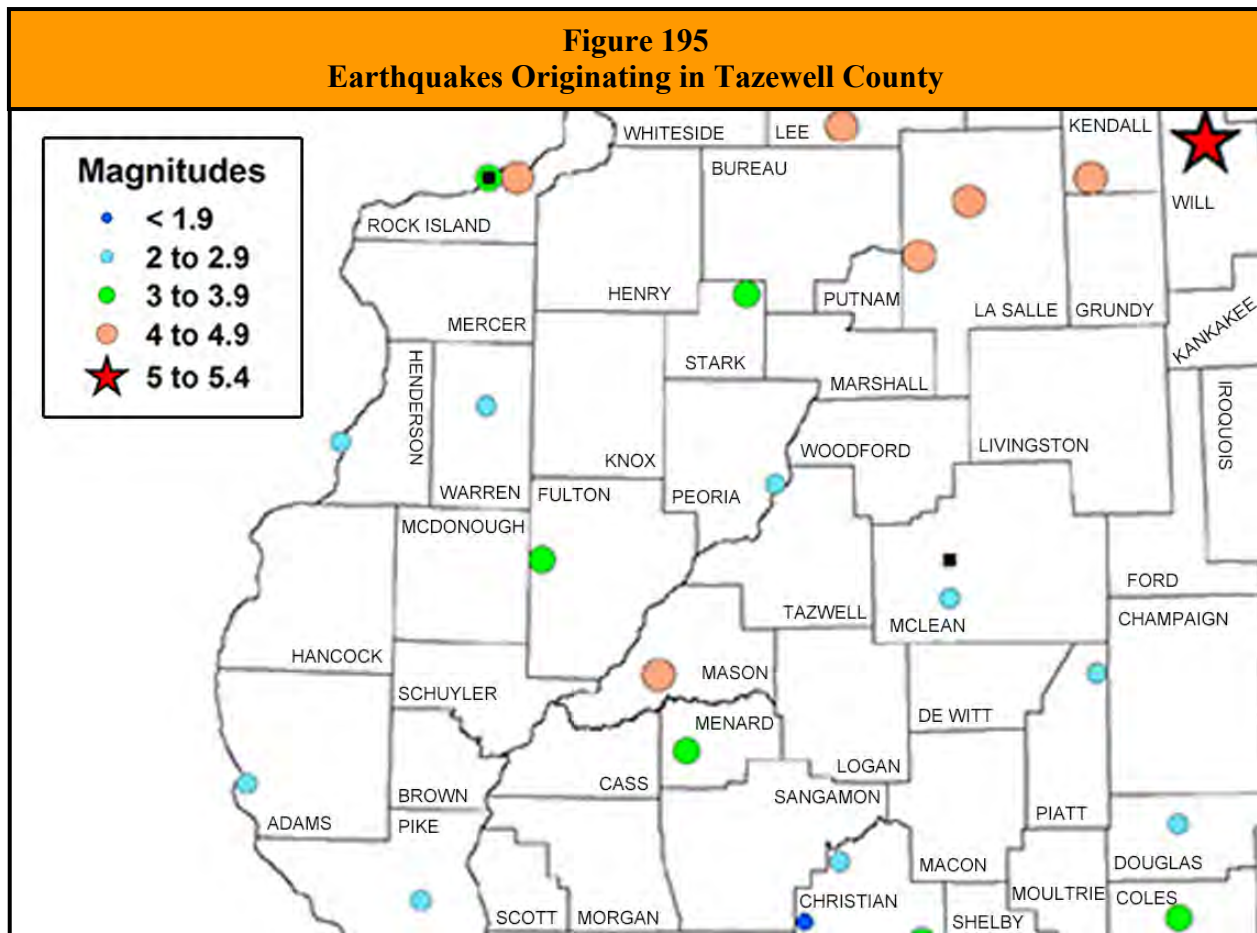 Figure 195
Earthquakes Originating in Tazewell County
Magnitudes
< 1.9
2 to 2.9
3 to 3.9
4 to 4.9
5 to 5.4
WHITESIDE
LEE
KENDALL
BUREAU
WILL
ROCK ISLAND
HENRY
PUTNAM
LA SALLE
GRUNDY
MERCER
KANKAKEE
STARK
MARSHALL
HENDERSON
IROQUOIS
WOODFORD
LIVINGSTON
KNOX
WARREN
FULTON
PEORIA
MCDONOUGH
FORD
TAZWELL
MCLEAN
CHAMPAIGN
HANCOCK
MASON
SCHUYLER
DE WITT
MENARD
LOGAN
CASS
BROWN
SANGAMON
ADAMS
PIKE
PIATT
MACON
DOUGLAS
MOULTRIE
COLES
CHRISTIAN
SCOTT
MORGAN
SHELBY